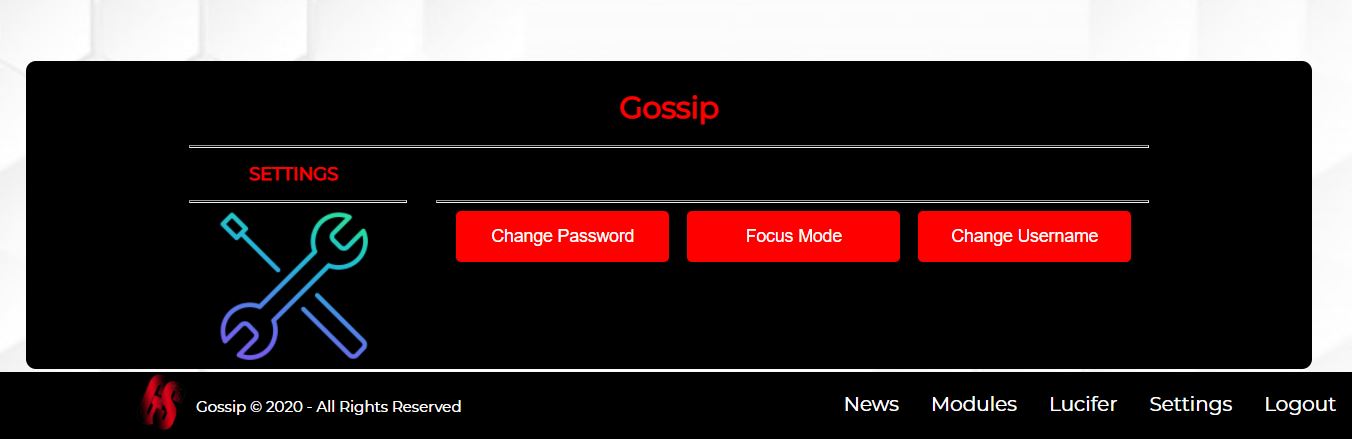 Gossip
SETTINGS
Change Password
Focus Mode
Change Username
Gossip © 2020 - All Rights Reserved
News
Modules
Lucifer
Settings
Logout